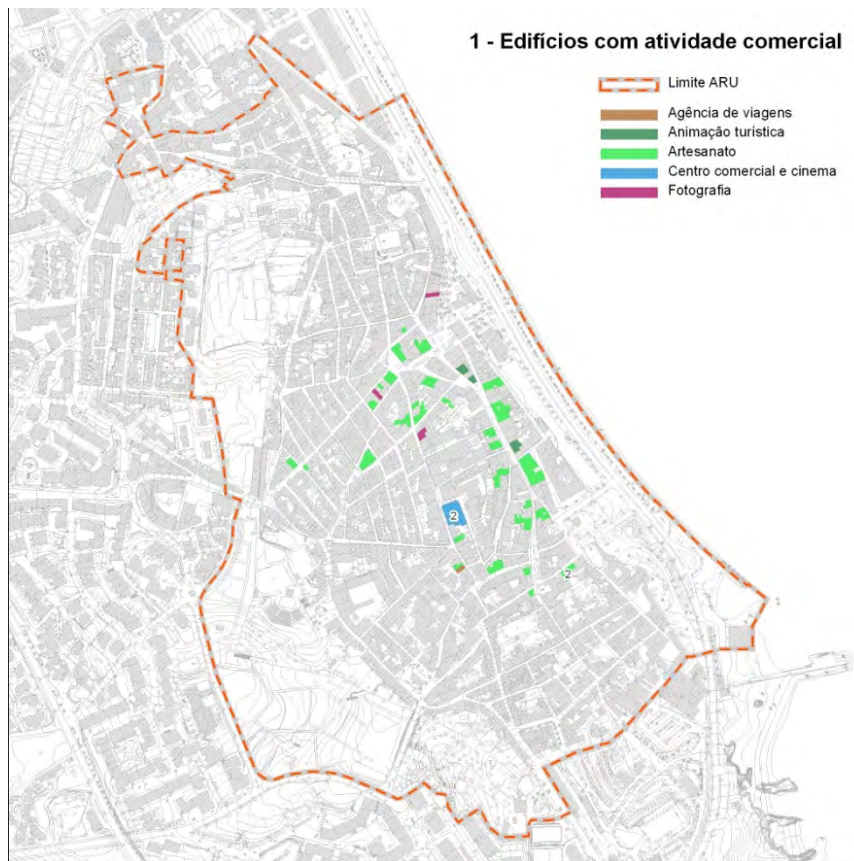 1 - Edifícios com atividade comercial
Limite ARU
Agência de viagens
Animação turística
Artesanato
Centro comercial e cinema
Fotografia
2
2